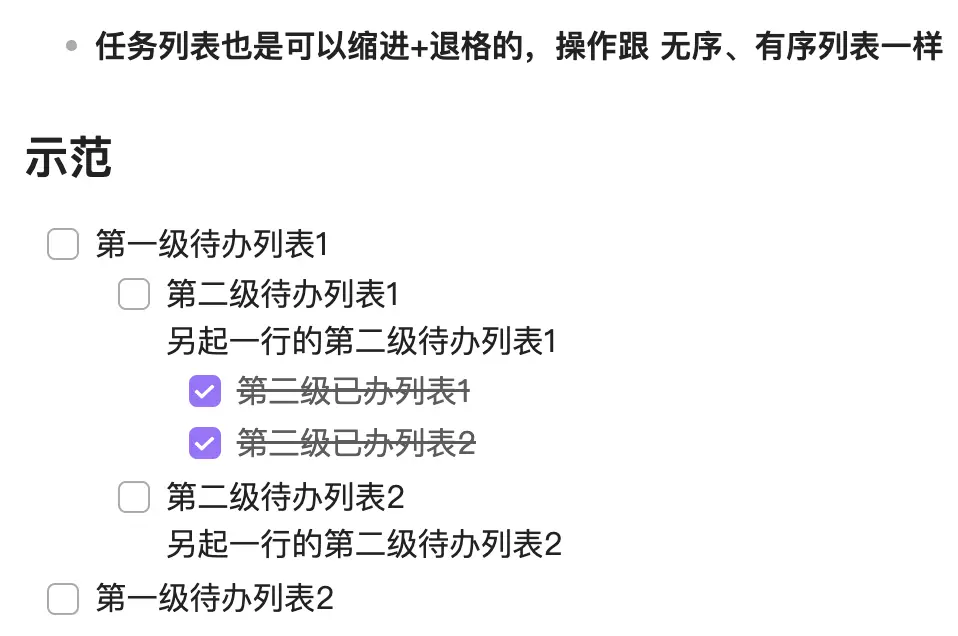 任务列表也是可以缩进+退格的，操作跟 无序、有序列表一样
示范
第一级待办列表1
第二级待办列表1
另起一行的第二级待办列表1
第三级已办列表1
第三级已办列表2
第二级待办列表2
另起一行的第二级待办列表2
第一级待办列表2